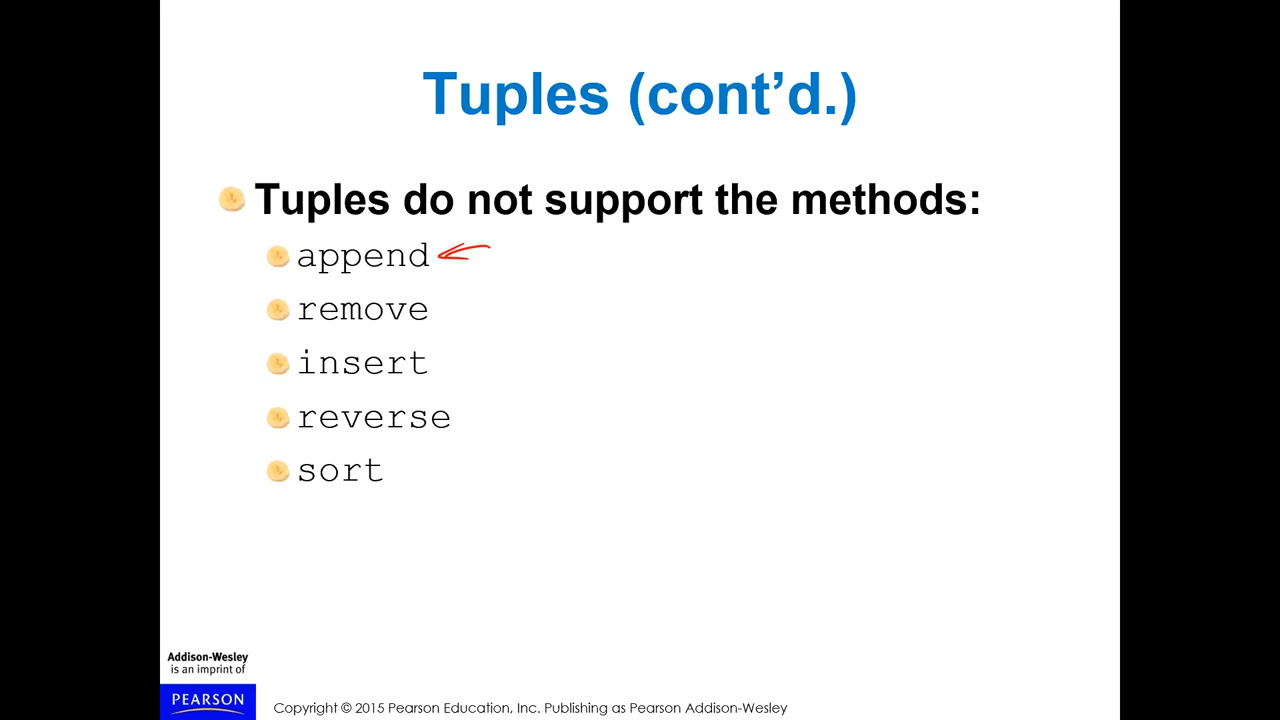 Tuples (cont’d.)
Tuples do not support the methods:
append
remove
insert
reverse
sort
Addison-Wesley
is an imprint of
PEARSON
Copyright © 2015 Pearson Education, Inc. Publishing as Pearson Addison-Wesley